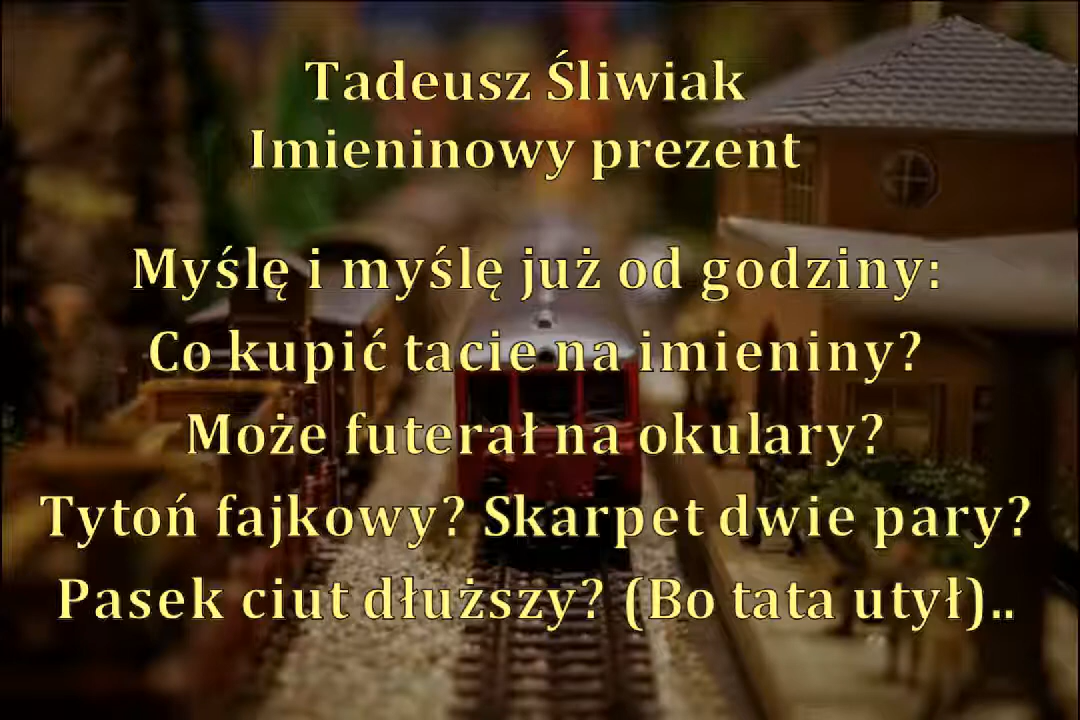 Tadeusz Śliwiak
Imieninowy prezent
Myślę i myślę już od godziny:
Co kupić tacie na imieniny?
Może futerał na okulary?
Tytoń fajkowy? Skarpet dwie pary?
Pasek ciut dłuższy? (Bo tata utył)..